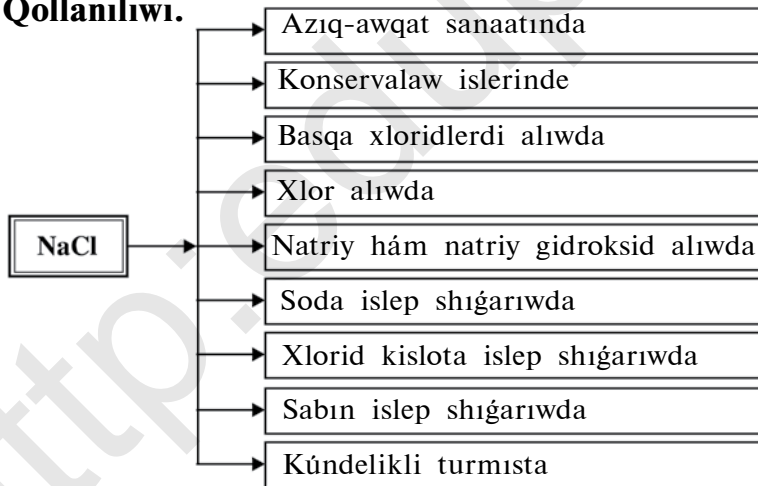 Qollanılıwı.
Azıq-awqat sanaatında
Konservalaw islerinde
Basqa xloridlerdi alıwda
Xlor alıwda
NaCl
Natriy hám natriy gidroksid alıwda
Soda islep shıǵarıwda
Xlorid kislota islep shıǵarıwda
Sabın islep shıǵarıwda
Kúndelikli turmısta